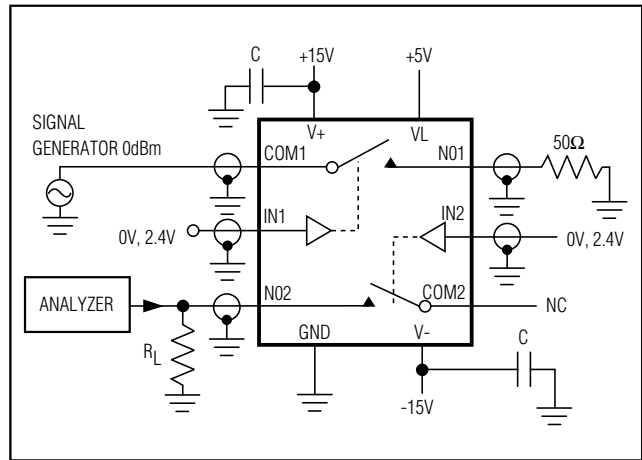 C
+15V
+5V
SIGNAL
GENERATOR 0dBm
V+
VL
50Ω
COM1
N01
IN1
IN2
0V, 2.4V
0V, 2.4V
ANALYZER
N02
COM2
NC
RL
GND
V-
C
-15V